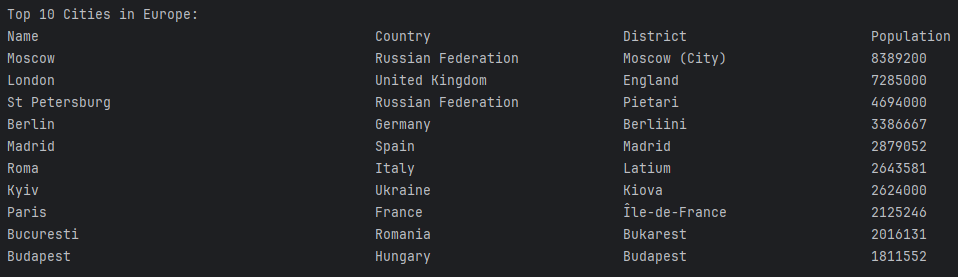 Top 10 Cities in Europe:
Name Country District Population
Moscow Russian Federation Moscow (City) 8389200
London United Kingdom England 7285000
St Petersburg Russian Federation Pietari 4694000
Berlin Germany Berliini 3386667
Madrid Spain Madrid 2879052
Roma Italy Latium 2643581
Kyiv Ukraine Kiova 2624000
Paris France Île-de-France 2125246
Bucuresti Romania Bukarest 2016131
Budapest Hungary Budapest 1811552